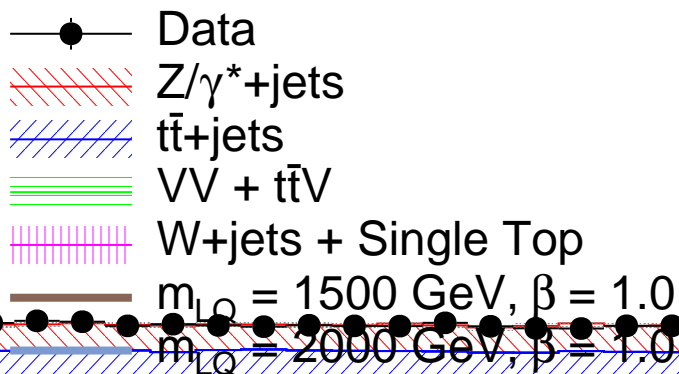 Data
Z/γ*+jets
tt̄+jets
VV + tt̄V
W+jets + Single Top
m_LQ = 1500 GeV, β = 1.0
m_LQ = 2000 GeV, β = 1.0